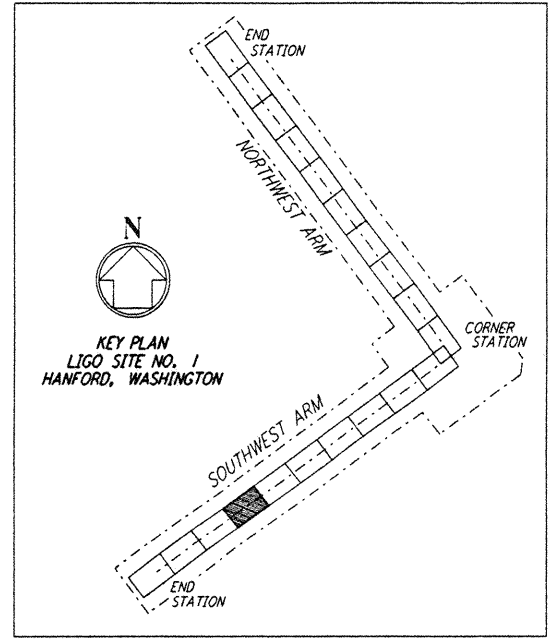 END
STATION
NORTHWEST ARM
N
KEY PLAN
LIGO SITE NO. 1
HANFORD, WASHINGTON
CORNER
STATION
SOUTHWEST ARM
END
STATION